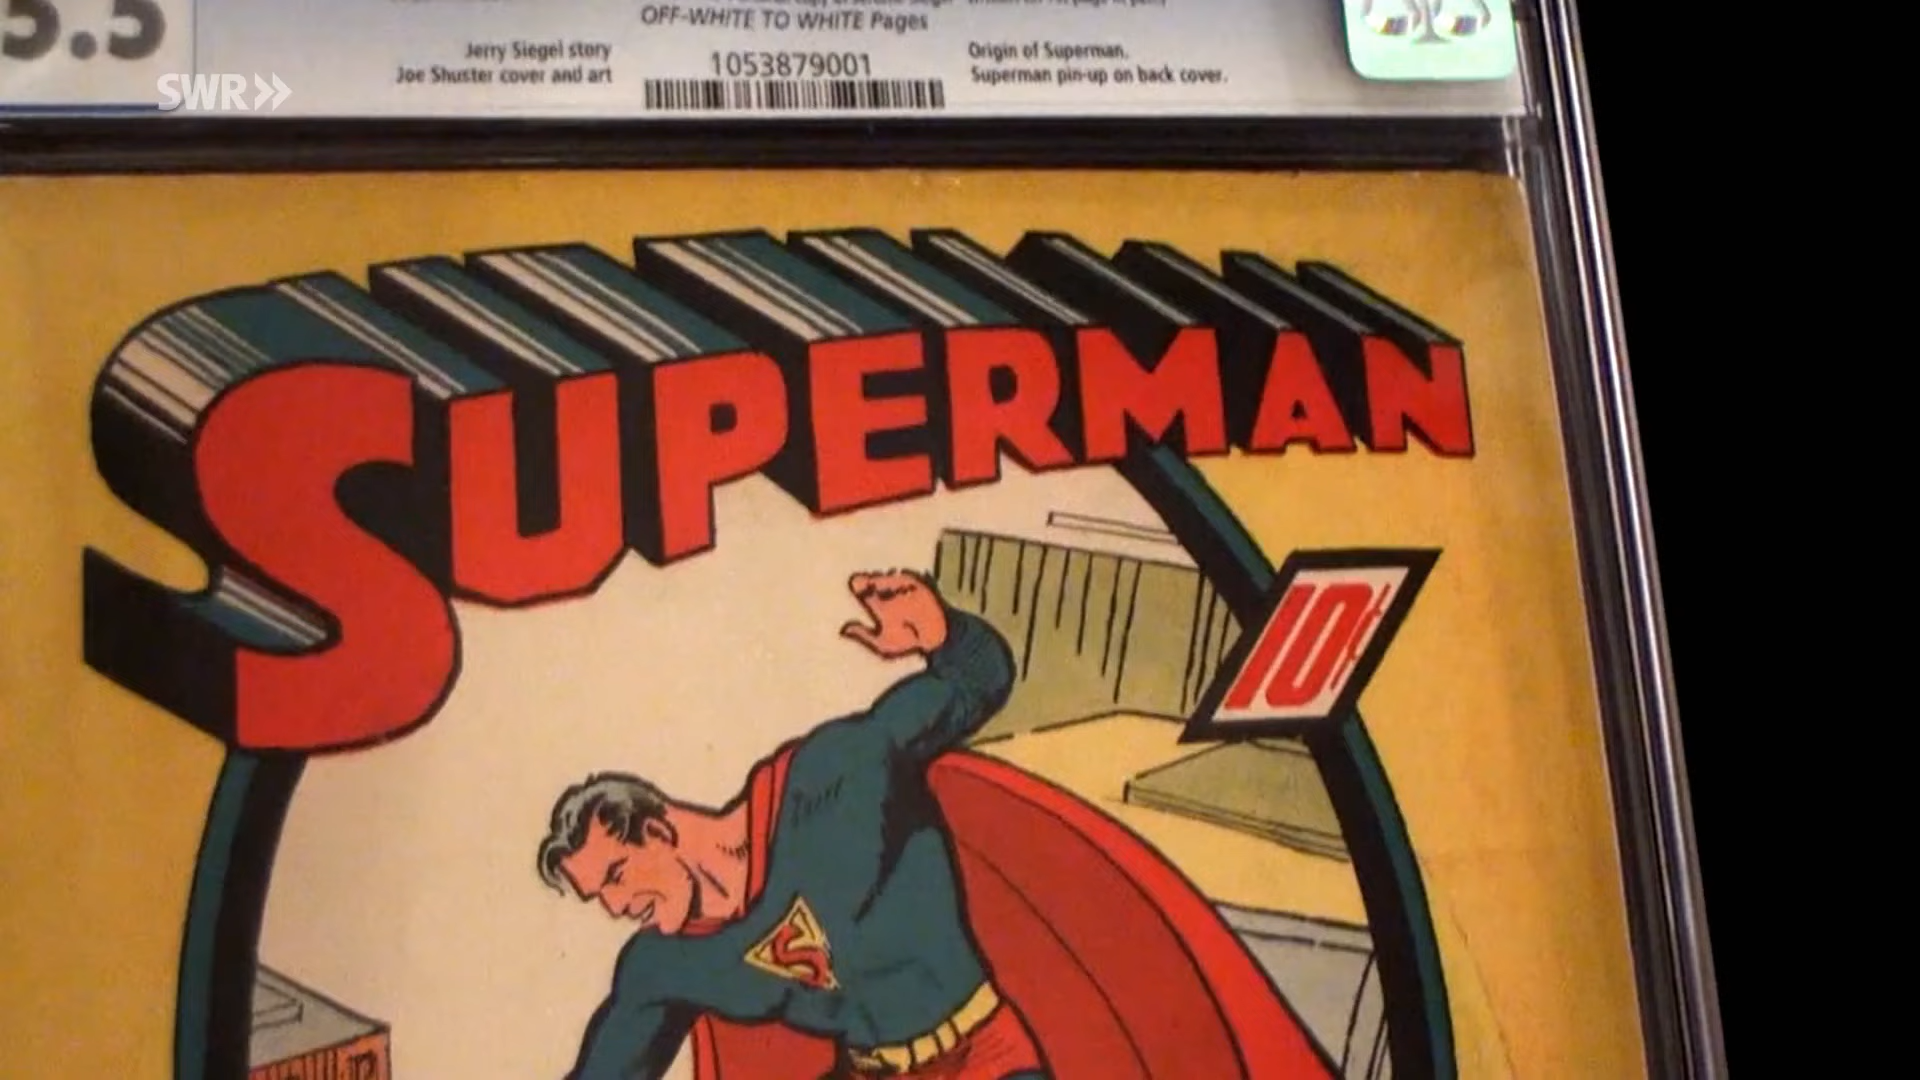 5.5
OFF-WHITE TO WHITE Pages
Jerry Siegel story
Joe Shuster cover and art
1053879001
Origin of Superman.
Superman pin-up on back cover.
SWR
SUPERMAN
10¢
S